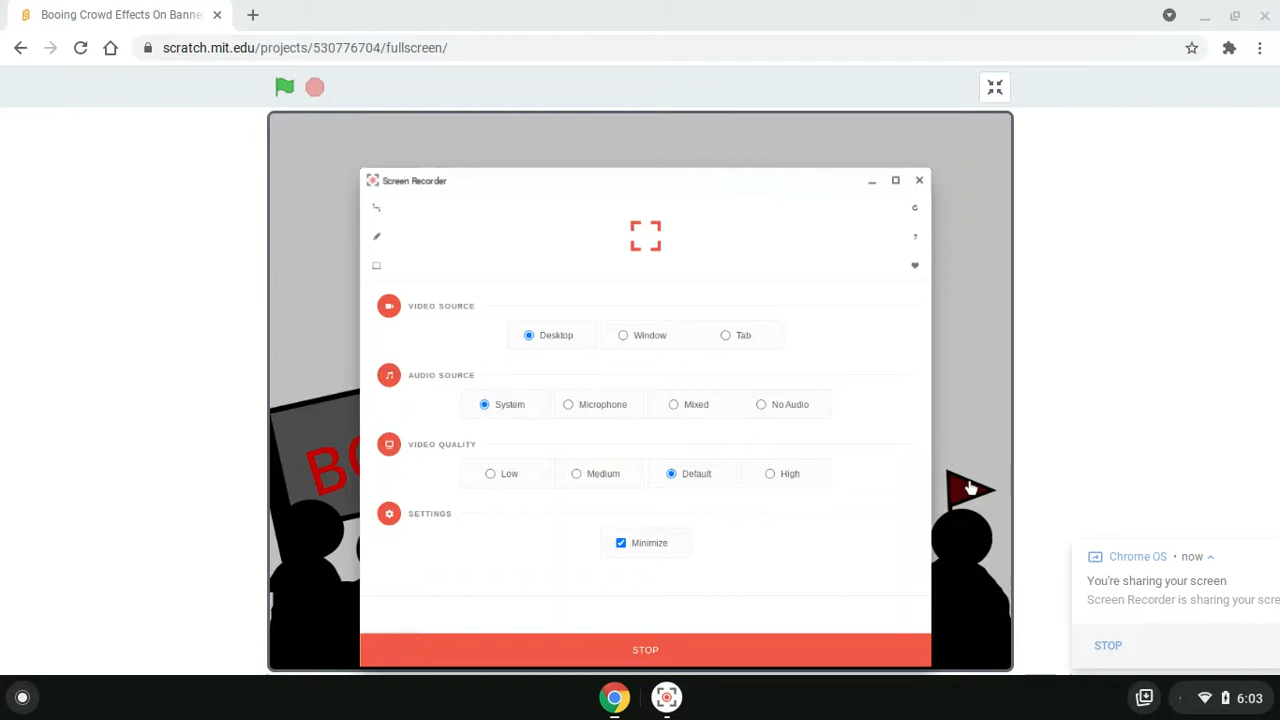 Booing Crowd Effects On Banne
scratch.mit.edu/projects/530776704/fullscreen/
Screen Recorder
?
VIDEO SOURCE
Desktop Window Tab
AUDIO SOURCE
System Microphone Mixed No Audio
VIDEO QUALITY
Low Medium Default High
SETTINGS
Minimize
STOP
BO
Chrome OS • now
You're sharing your screen
Screen Recorder is sharing your scre
STOP
6:03